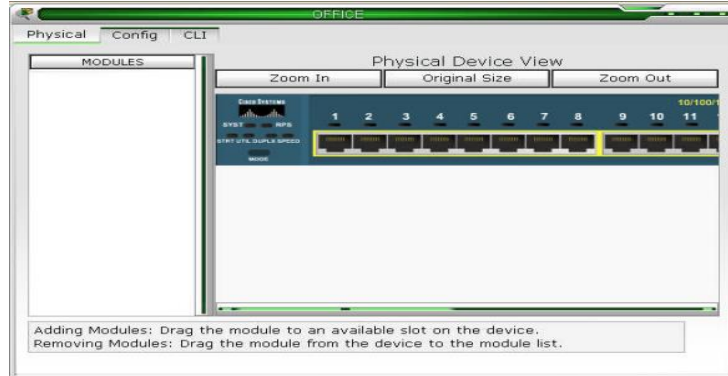 OFFICE
Physical Config CLI
MODULES
Physical Device View
Zoom In Original Size Zoom Out
Cisco Systems
10/100/1
SYST RPS
1 2 3 4 5 6 7 8 9 10 11
STRT UTIL DUPLX SPEED
MODE
Adding Modules: Drag the module to an available slot on the device.
Removing Modules: Drag the module from the device to the module list.